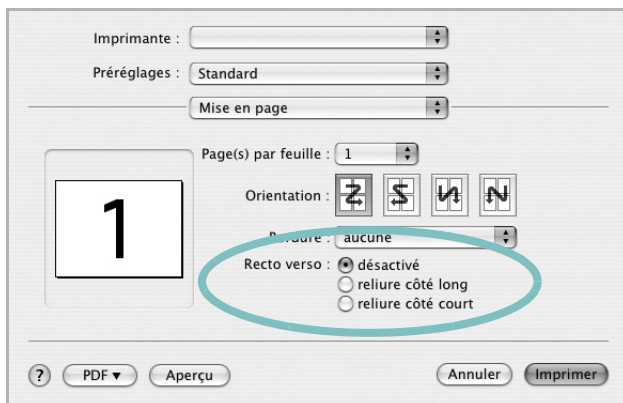 Imprimante :
Préréglages : Standard
Mise en page
1
Page(s) par feuille : 1
Orientation :
Bordure : aucune
Recto verso : désactivé
reliure côté long
reliure côté court
? PDF Aperçu Annuler Imprimer